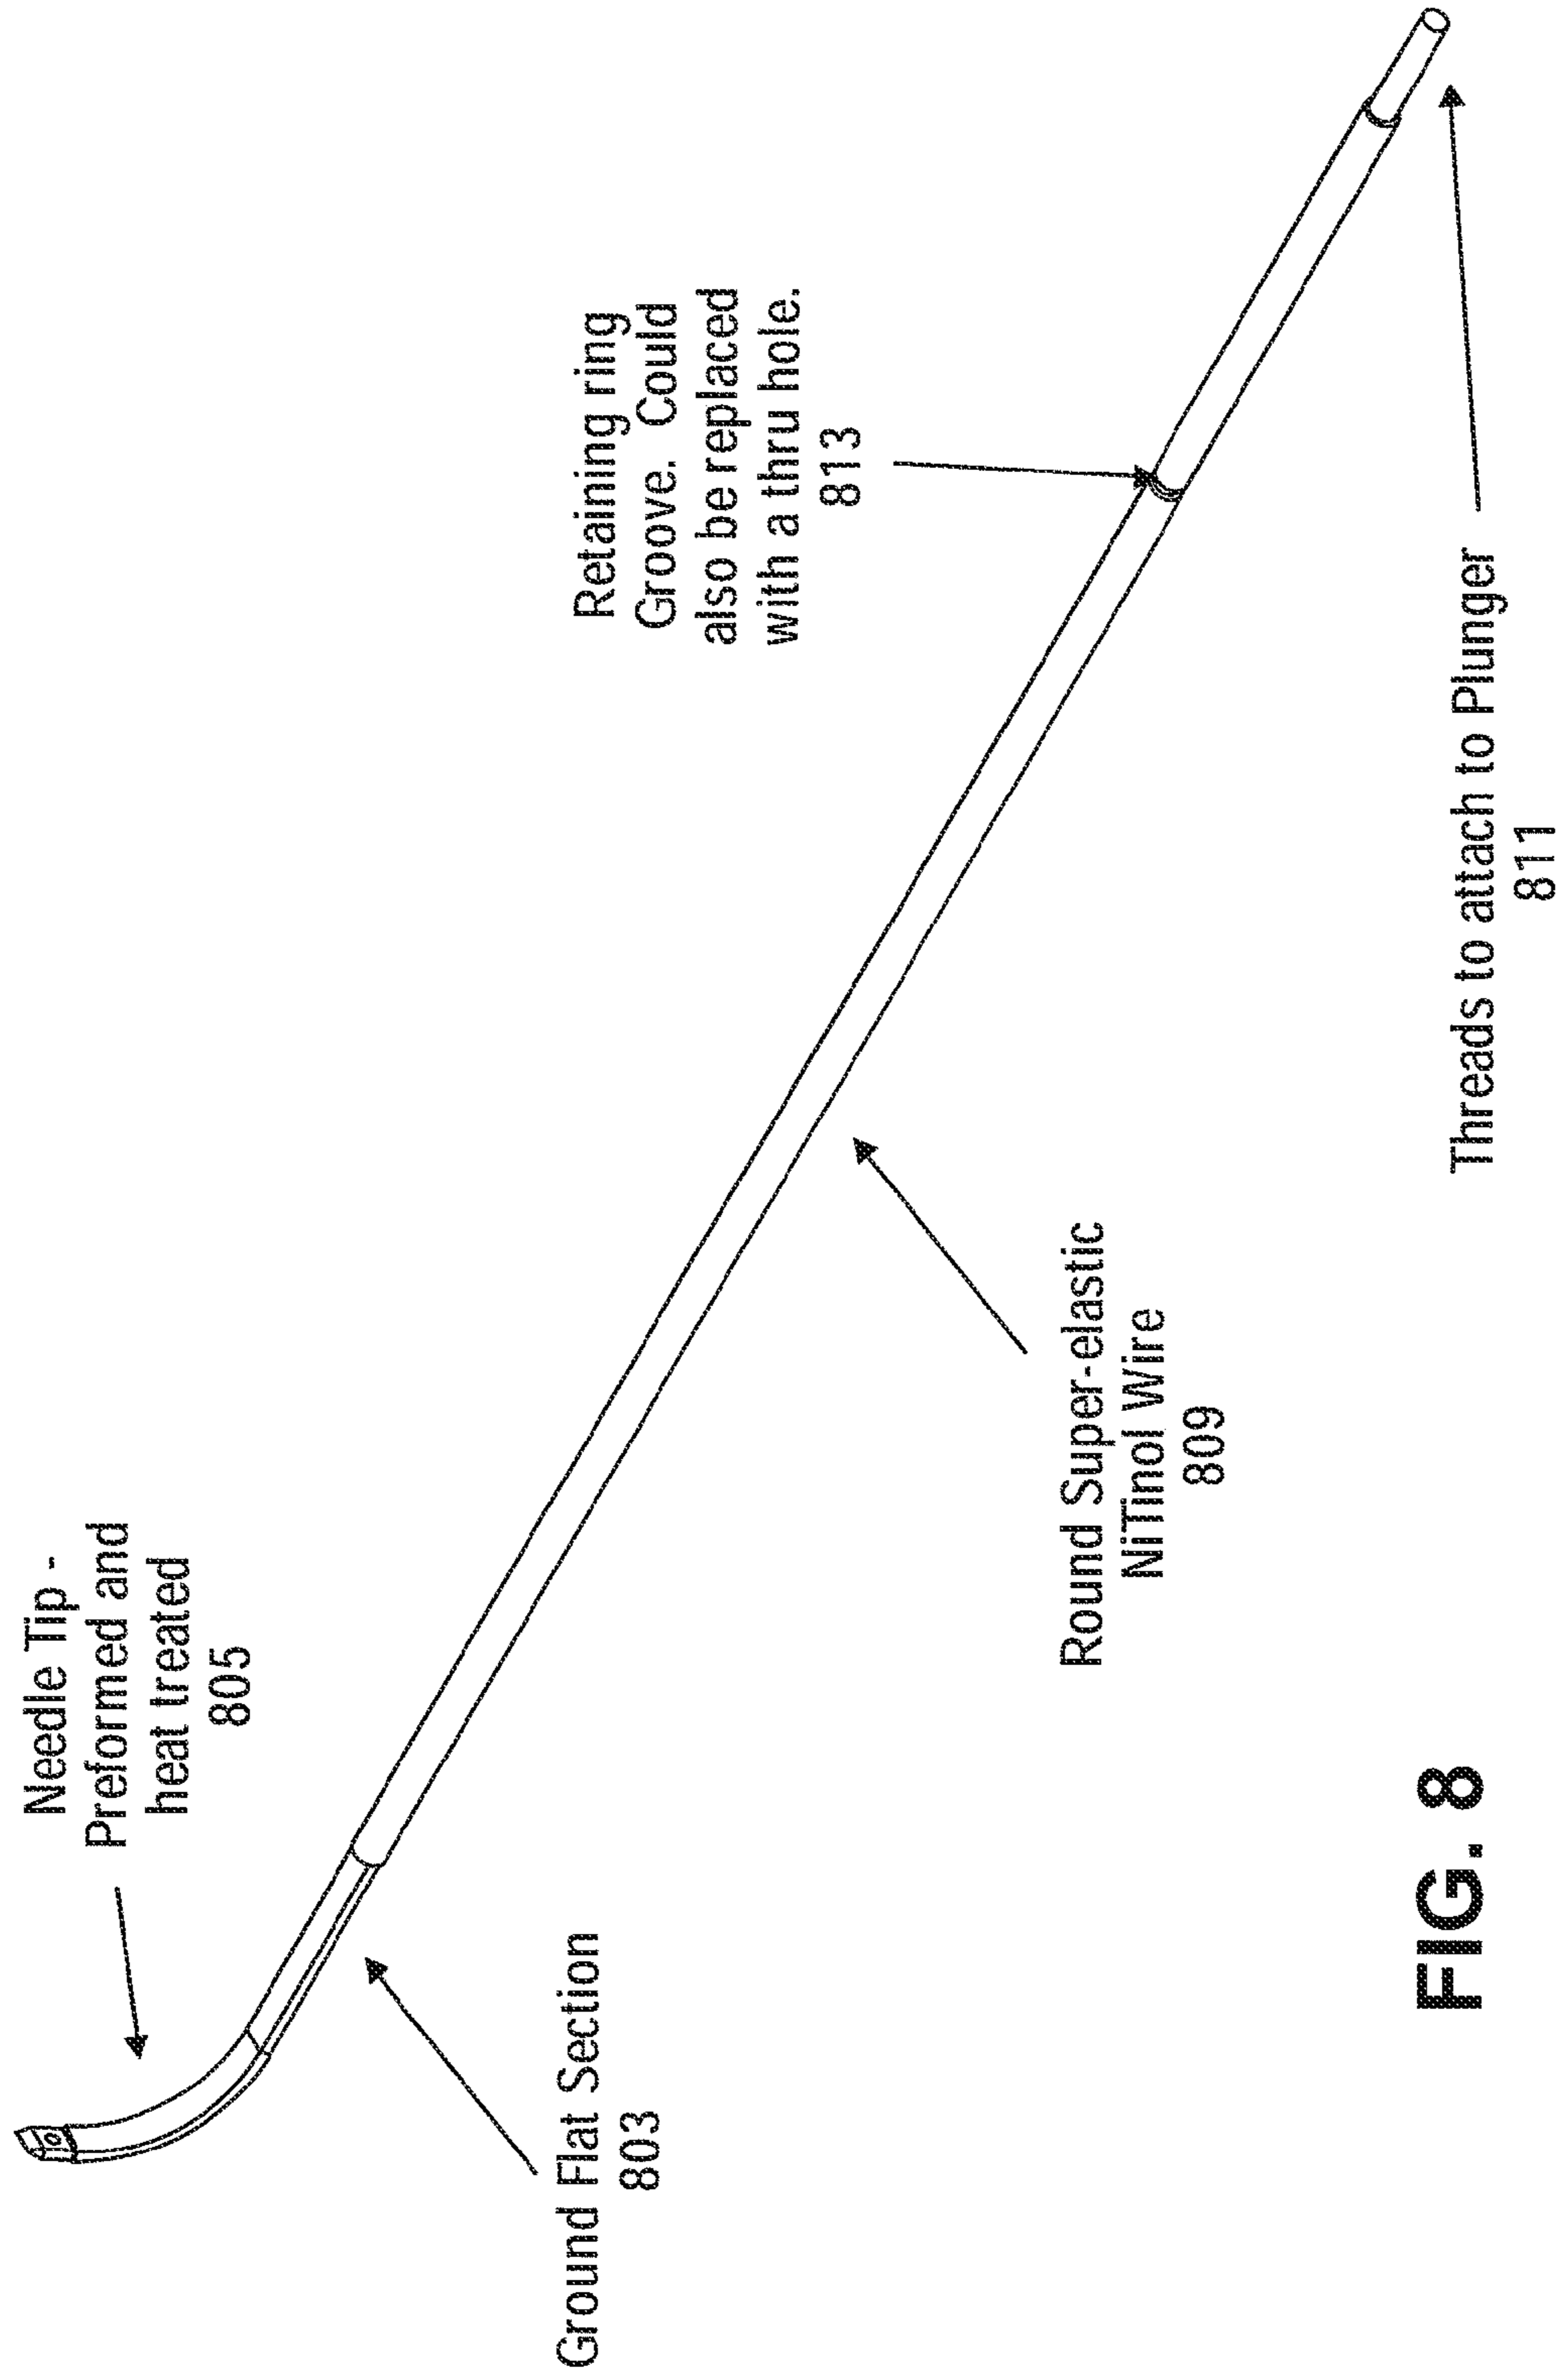 Needle Tip -
Preformed and
heat treated
805
Ground Flat Section
803
Retaining ring
Groove. Could
also be replaced
with a thru hole.
813
Round Super-elastic
NiTinol Wire
809
Threads to attach to Plunger
811
FIG. 8